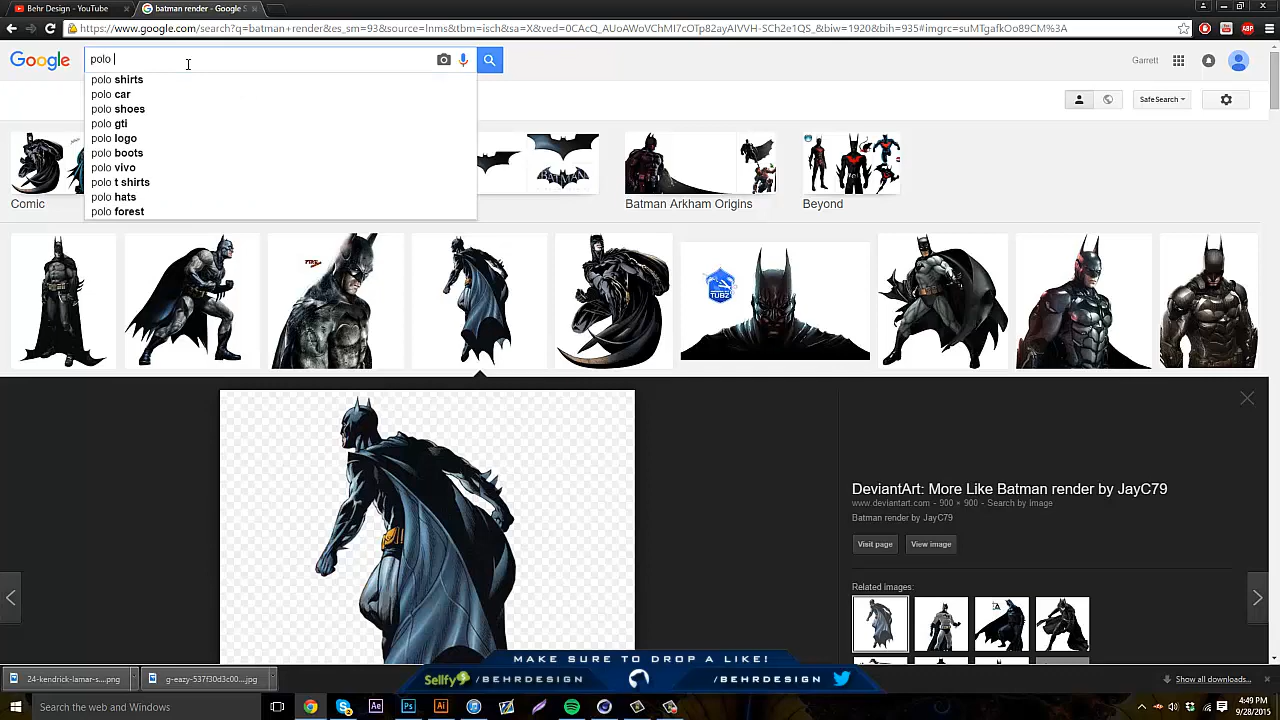 Behr Design - YouTube
batman render - Google S
https://www.google.com/search?q=batman+render&es_sm=93&source=lnms&tbm=isch&sa=X&ved=0CAcQ_AUoAWoVChMI7cOTp82ayAIVVH-SCh2e1QS_&biw=1920&bih=935#imgrc=suMTgafkOo89CM%3A
Google
polo
Garrett
polo shirts
polo car
polo shoes
polo gti
polo logo
polo boots
polo vivo
polo t shirts
polo hats
polo forest
SafeSearch
Comic
Batman Arkham Origins
Beyond
TUBZ
DeviantArt: More Like Batman render by JayC79
www.deviantart.com - 900 × 900 - Search by Image
Batman render by JayC79
Visit page
View image
Related images:
MAKE SURE TO DROP A LIKE!
Sellfy /BEHRDESIGN
/BEHRDESIGN
24-kendrick-lamar-s....png
g-eazy-537f30d3c00....jpg
Show all downloads...
Search the web and Windows
Ae
Ps
Ai
4:49 PM
9/28/2015